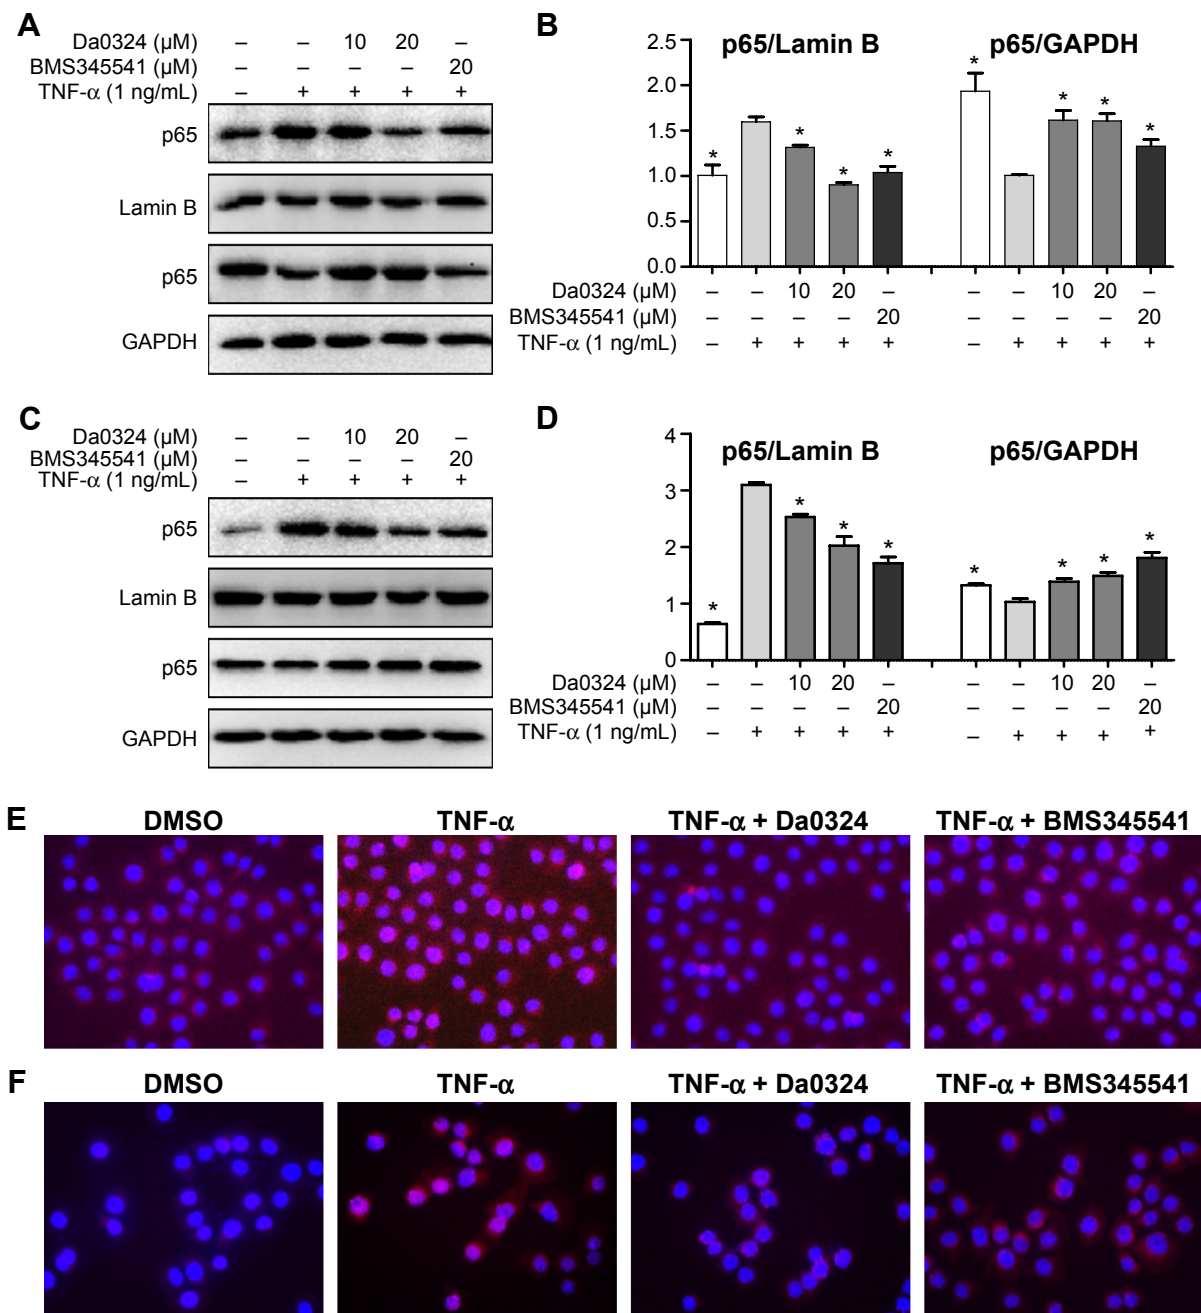 A
Da0324 (μM) – – 10 20 –
BMS345541 (μM) – – – – 20
TNF-α (1 ng/mL) – + + + +
p65
Lamin B
p65
GAPDH
B
p65/Lamin B p65/GAPDH
2.5
2.0
1.5
1.0
0.5
0.0
* * * * * * * *
Da0324 (μM) – – 10 20 – – – 10 20 –
BMS345541 (μM) – – – – 20 – – – – 20
TNF-α (1 ng/mL) – + + + + – + + + +
C
Da0324 (μM) – – 10 20 –
BMS345541 (μM) – – – – 20
TNF-α (1 ng/mL) – + + + +
p65
Lamin B
p65
GAPDH
D
p65/Lamin B p65/GAPDH
4
3
2
1
0
* * * * * * * *
Da0324 (μM) – – 10 20 – – – 10 20 –
BMS345541 (μM) – – – – 20 – – – – 20
TNF-α (1 ng/mL) – + + + + – + + + +
E
DMSO TNF-α TNF-α + Da0324 TNF-α + BMS345541
F
DMSO TNF-α TNF-α + Da0324 TNF-α + BMS345541